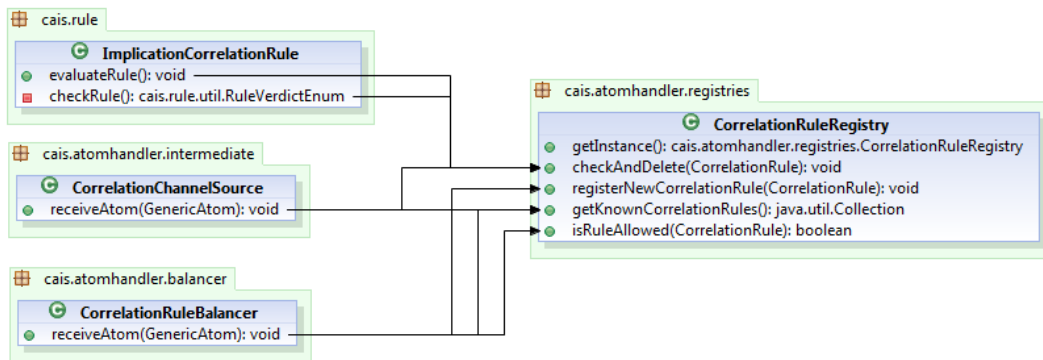 cais.rule
ImplicationCorrelationRule
evaluateRule(): void
checkRule(): cais.rule.util.RuleVerdictEnum
cais.atomhandler.intermediate
CorrelationChannelSource
receiveAtom(GenericAtom): void
cais.atomhandler.balancer
CorrelationRuleBalancer
receiveAtom(GenericAtom): void
cais.atomhandler.registries
CorrelationRuleRegistry
getInstance(): cais.atomhandler.registries.CorrelationRuleRegistry
checkAndDelete(CorrelationRule): void
registerNewCorrelationRule(CorrelationRule): void
getKnownCorrelationRules(): java.util.Collection
isRuleAllowed(CorrelationRule): boolean